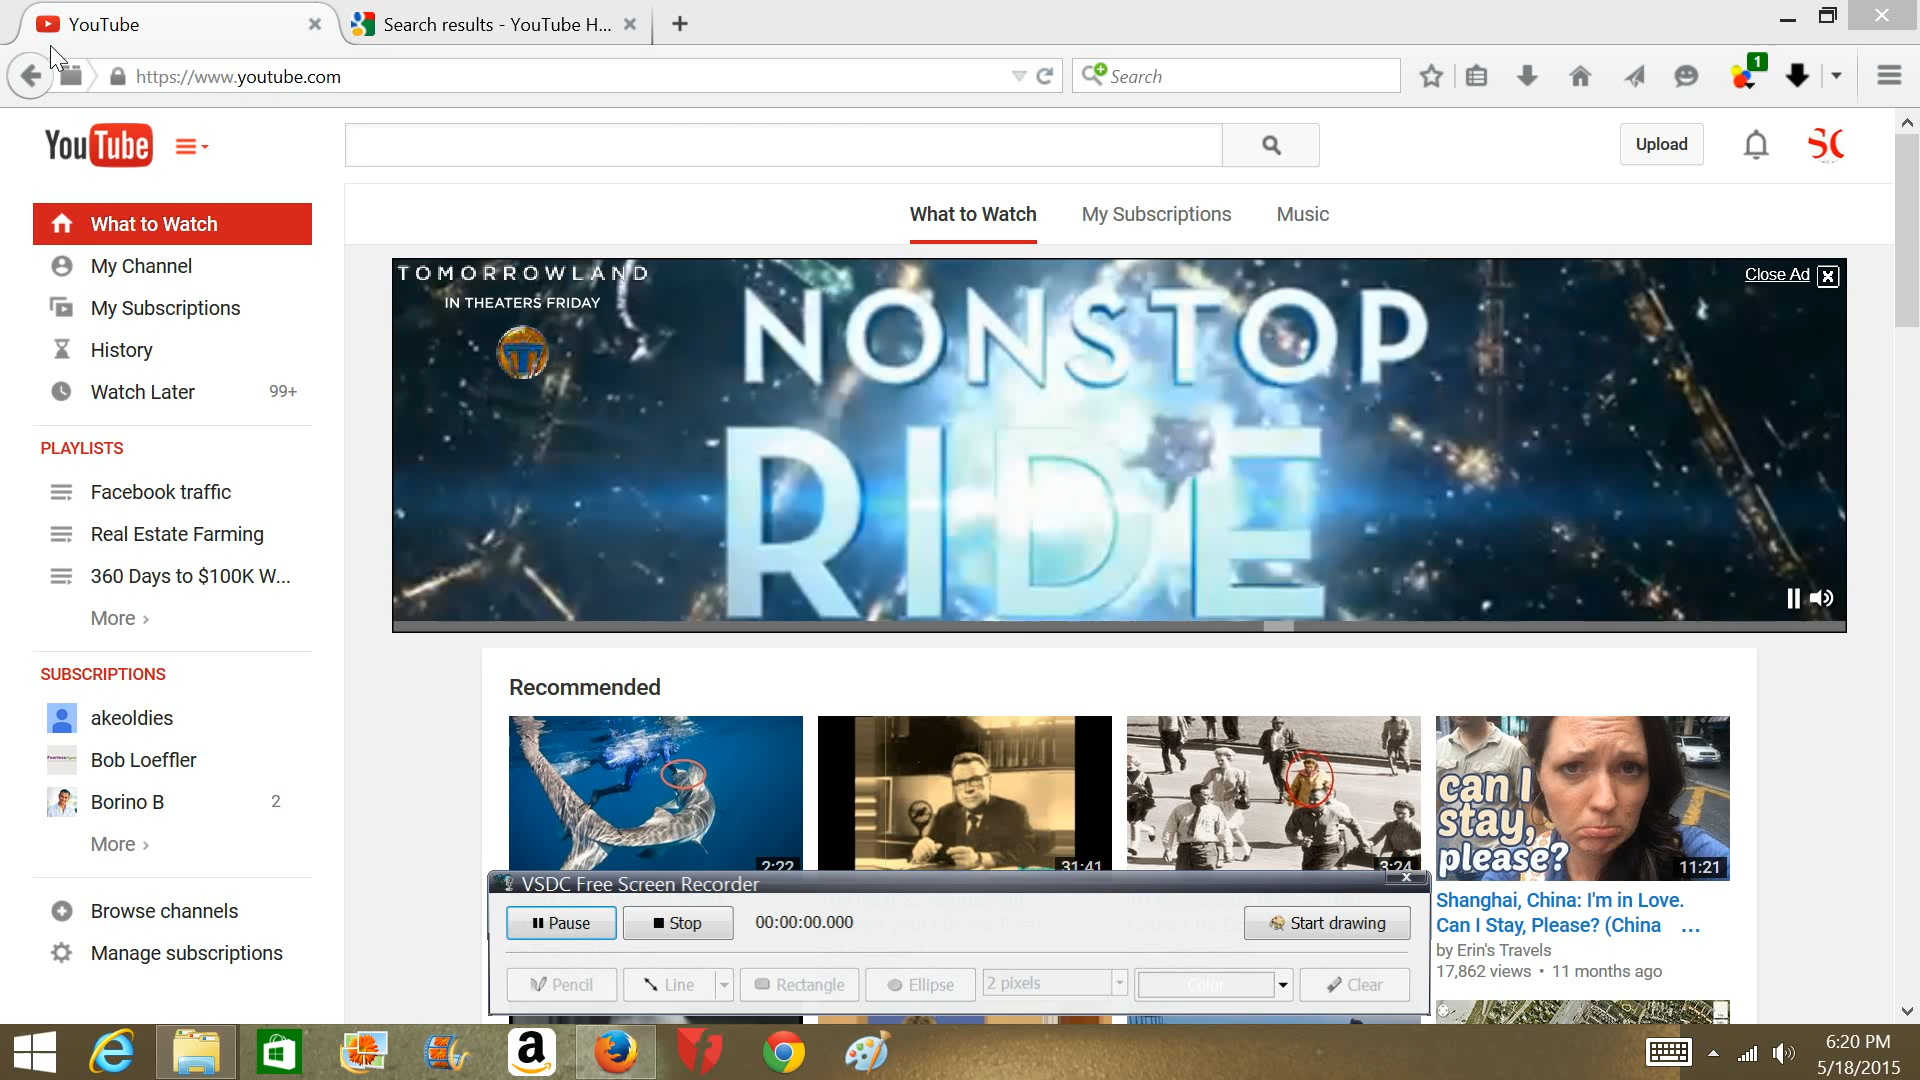 YouTube
Search results - YouTube H...
https://www.youtube.com
Search
1
YouTube
Upload
SC
What to Watch
My Channel
My Subscriptions
History
Watch Later 99+
PLAYLISTS
Facebook traffic
Real Estate Farming
360 Days to $100K W...
More ›
SUBSCRIPTIONS
akeoldies
Bob Loeffler
Borino B 2
More ›
Browse channels
Manage subscriptions
What to Watch My Subscriptions Music
TOMORROWLAND
IN THEATERS FRIDAY
Close Ad
NONSTOP
RIDE
Recommended
2:22
31:41
3:24
can I
stay,
please?
11:21
Shanghai, China: I'm in Love.
Can I Stay, Please? (China ...
by Erin's Travels
17,862 views • 11 months ago
VSDC Free Screen Recorder
Pause Stop 00:00:00.000 Start drawing
Pencil Line Rectangle Ellipse 2 pixels Color Clear
6:20 PM
5/18/2015